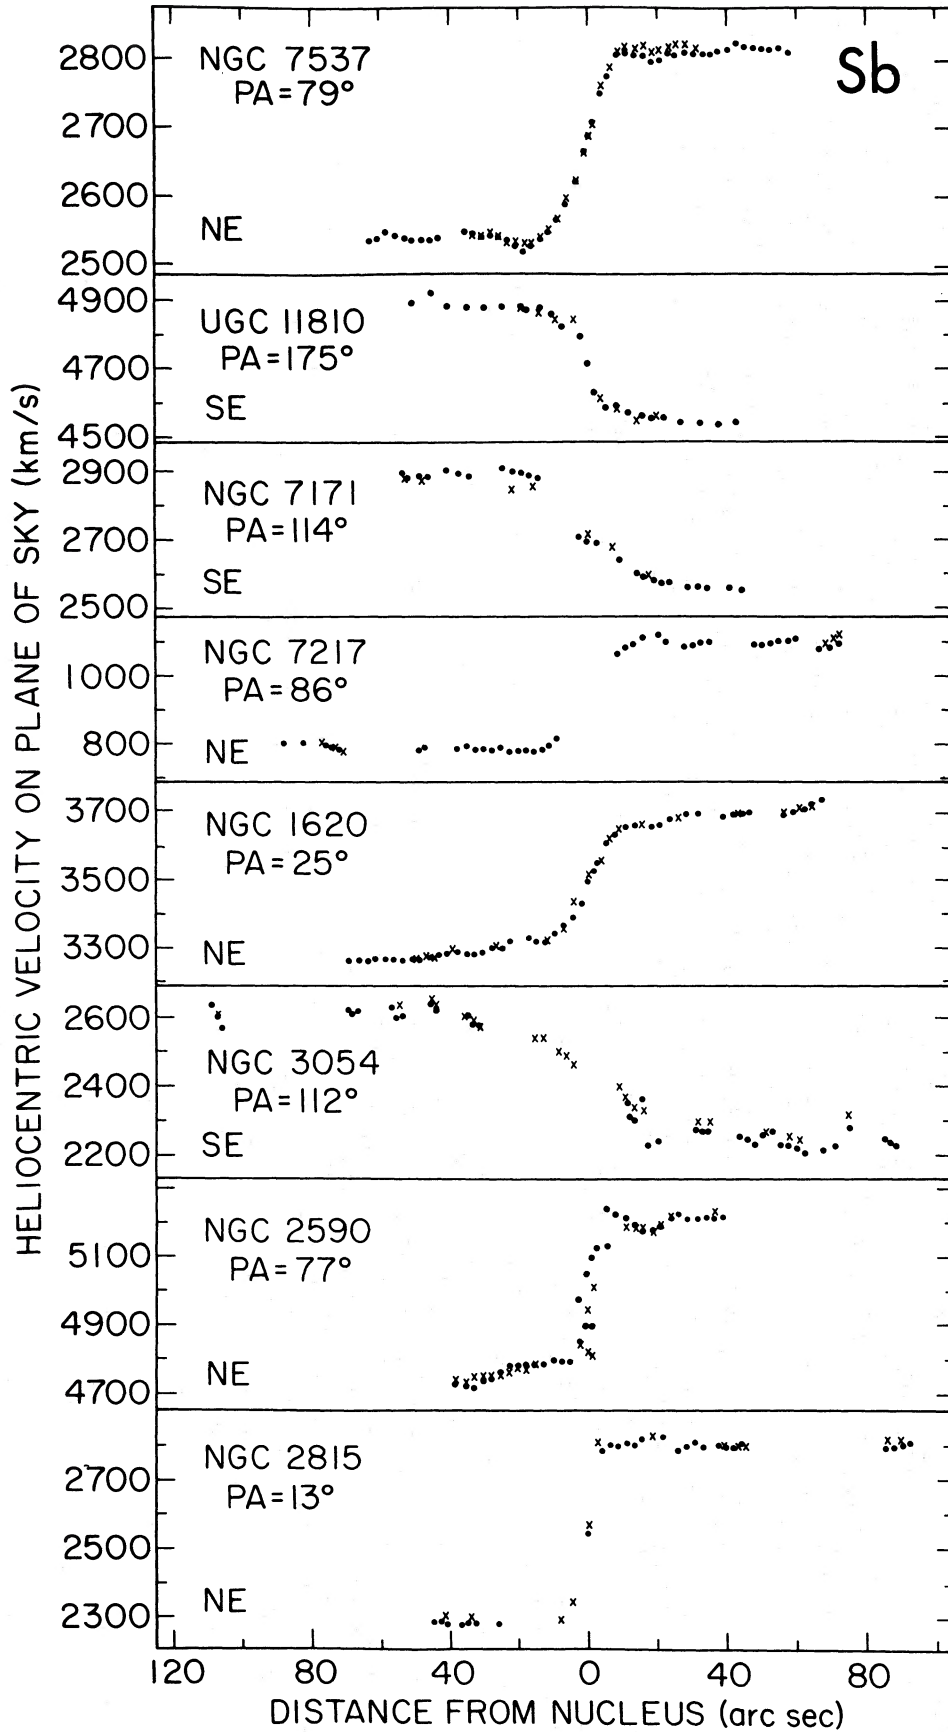 Sb
NGC 7537
PA=79°
NE
2800
2700
2600
2500
UGC 11810
PA=175°
SE
4900
4700
4500
NGC 7171
PA=114°
SE
2900
2700
2500
NGC 7217
PA=86°
NE
1000
800
NGC 1620
PA=25°
NE
3700
3500
3300
NGC 3054
PA=112°
SE
2600
2400
2200
NGC 2590
PA=77°
NE
5100
4900
4700
NGC 2815
PA=13°
NE
2700
2500
2300
120 80 40 0 40 80
DISTANCE FROM NUCLEUS (arc sec)
HELIOCENTRIC VELOCITY ON PLANE OF SKY (km/s)